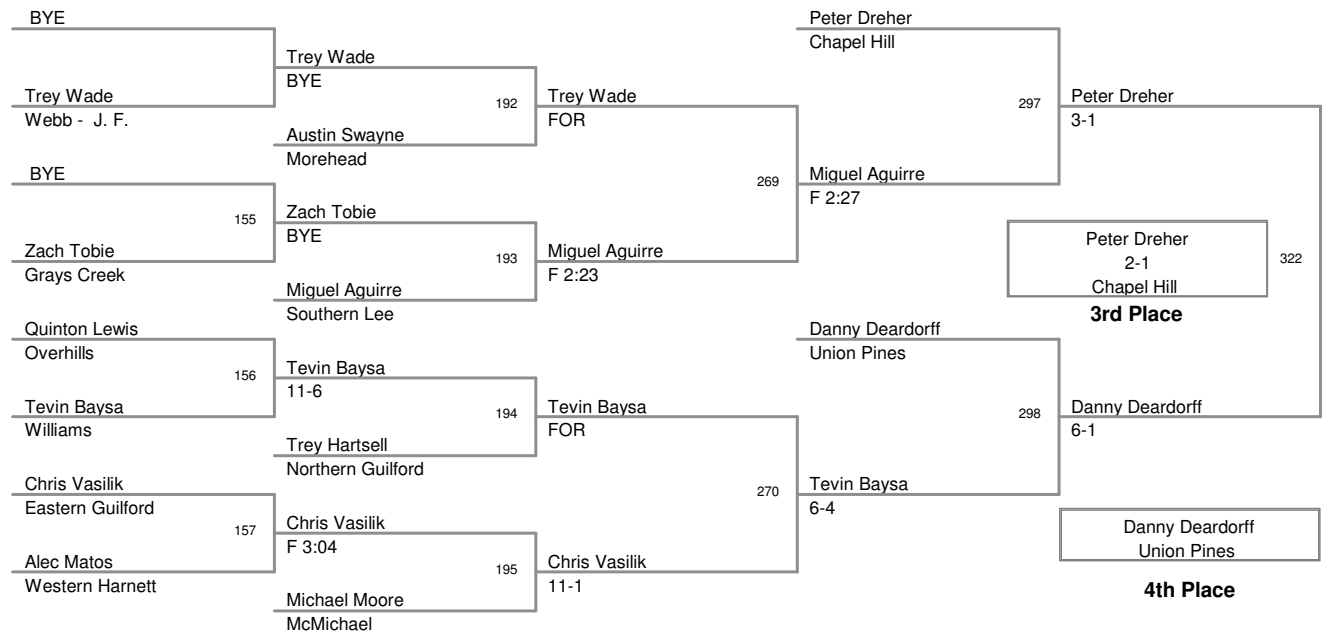 BYE
Trey Wade
Webb - J. F.
BYE
155
Zach Tobie
Grays Creek
Quinton Lewis
Overhills
156
Tevin Baysa
Williams
Chris Vasilik
Eastern Guilford
157
Alec Matos
Western Harnett
Trey Wade
BYE
192
Austin Swayne
Morehead
Zach Tobie
BYE
193
Miguel Aguirre
Southern Lee
Tevin Baysa
11-6
194
Trey Hartsell
Northern Guilford
Chris Vasilik
F 3:04
195
Michael Moore
McMichael
Trey Wade
FOR
269
Miguel Aguirre
F 2:23
Tevin Baysa
FOR
270
Chris Vasilik
11-1
Peter Dreher
Chapel Hill
297
Miguel Aguirre
F 2:27
Danny Deardorff
Union Pines
298
Tevin Baysa
6-4
Peter Dreher
3-1
Peter Dreher
2-1
Chapel Hill
322
3rd Place
Danny Deardorff
6-1
Danny Deardorff
Union Pines
4th Place